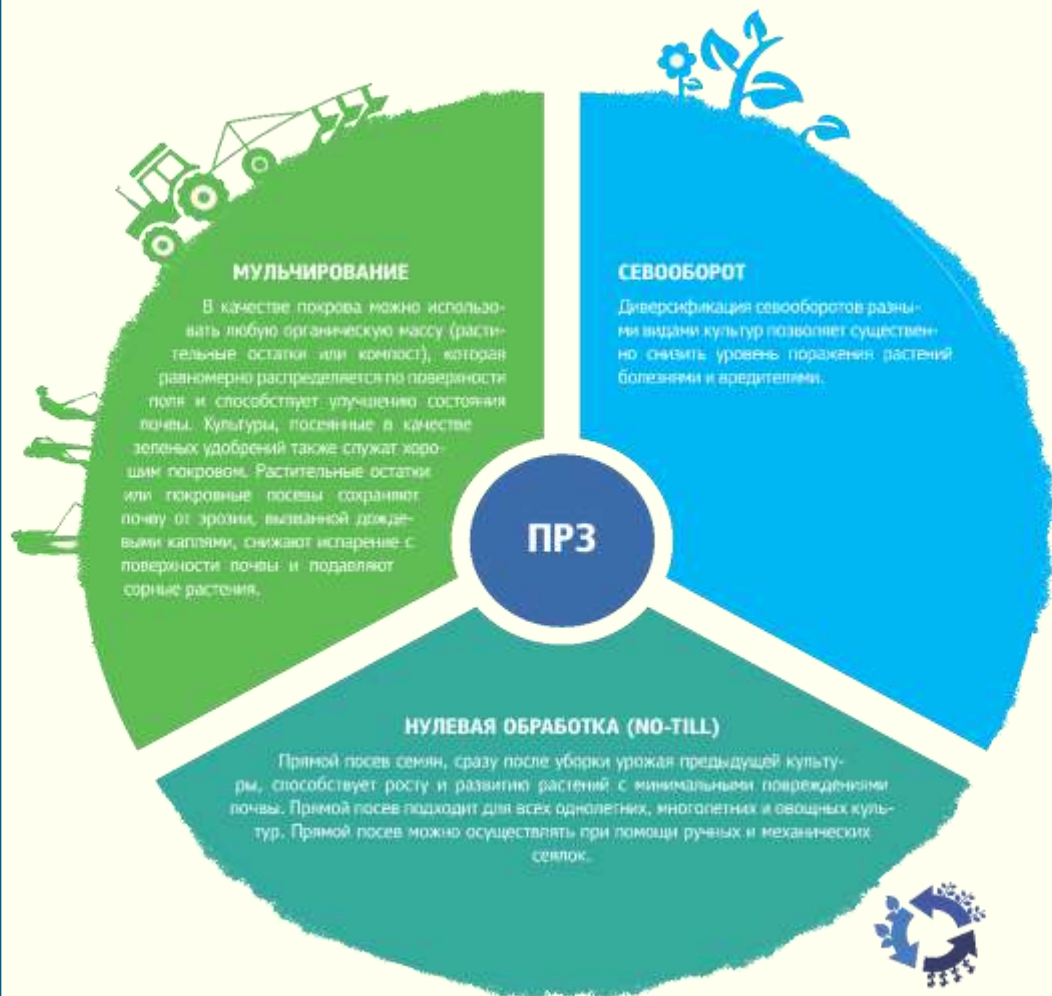 МУЛЬЧИРОВАНИЕ
В качестве покрова можно использо-
вать любую органическую массу (расти-
тельные остатки или компост), которая
равномерно распределяется по поверхности
поля и способствует улучшению состояния
почвы. Культуры, посеянные в качестве
зеленых удобрений также служат хоро-
шим покровом. Растительные остатки
или покровные посевы сохраняют
почву от эрозии, вызванной дожде-
выми каплями, снижают испарение с
поверхности почвы и подавляют
сорные растения.
СЕВООБОРОТ
Диверсификация севооборотов разны-
ми видами культур позволяет существен-
но снизить уровень поражения растений
болезнями и вредителями.
ПРЗ
НУЛЕВАЯ ОБРАБОТКА (NO-TILL)
Прямой посев семян, сразу после уборки урожая предыдущей культу-
ры, способствует росту и развитию растений с минимальными повреждениями
почвы. Прямой посев подходит для всех однолетних, многолетних и овощных куль-
тур. Прямой посев можно осуществлять при помощи ручных и механических
сеялок.